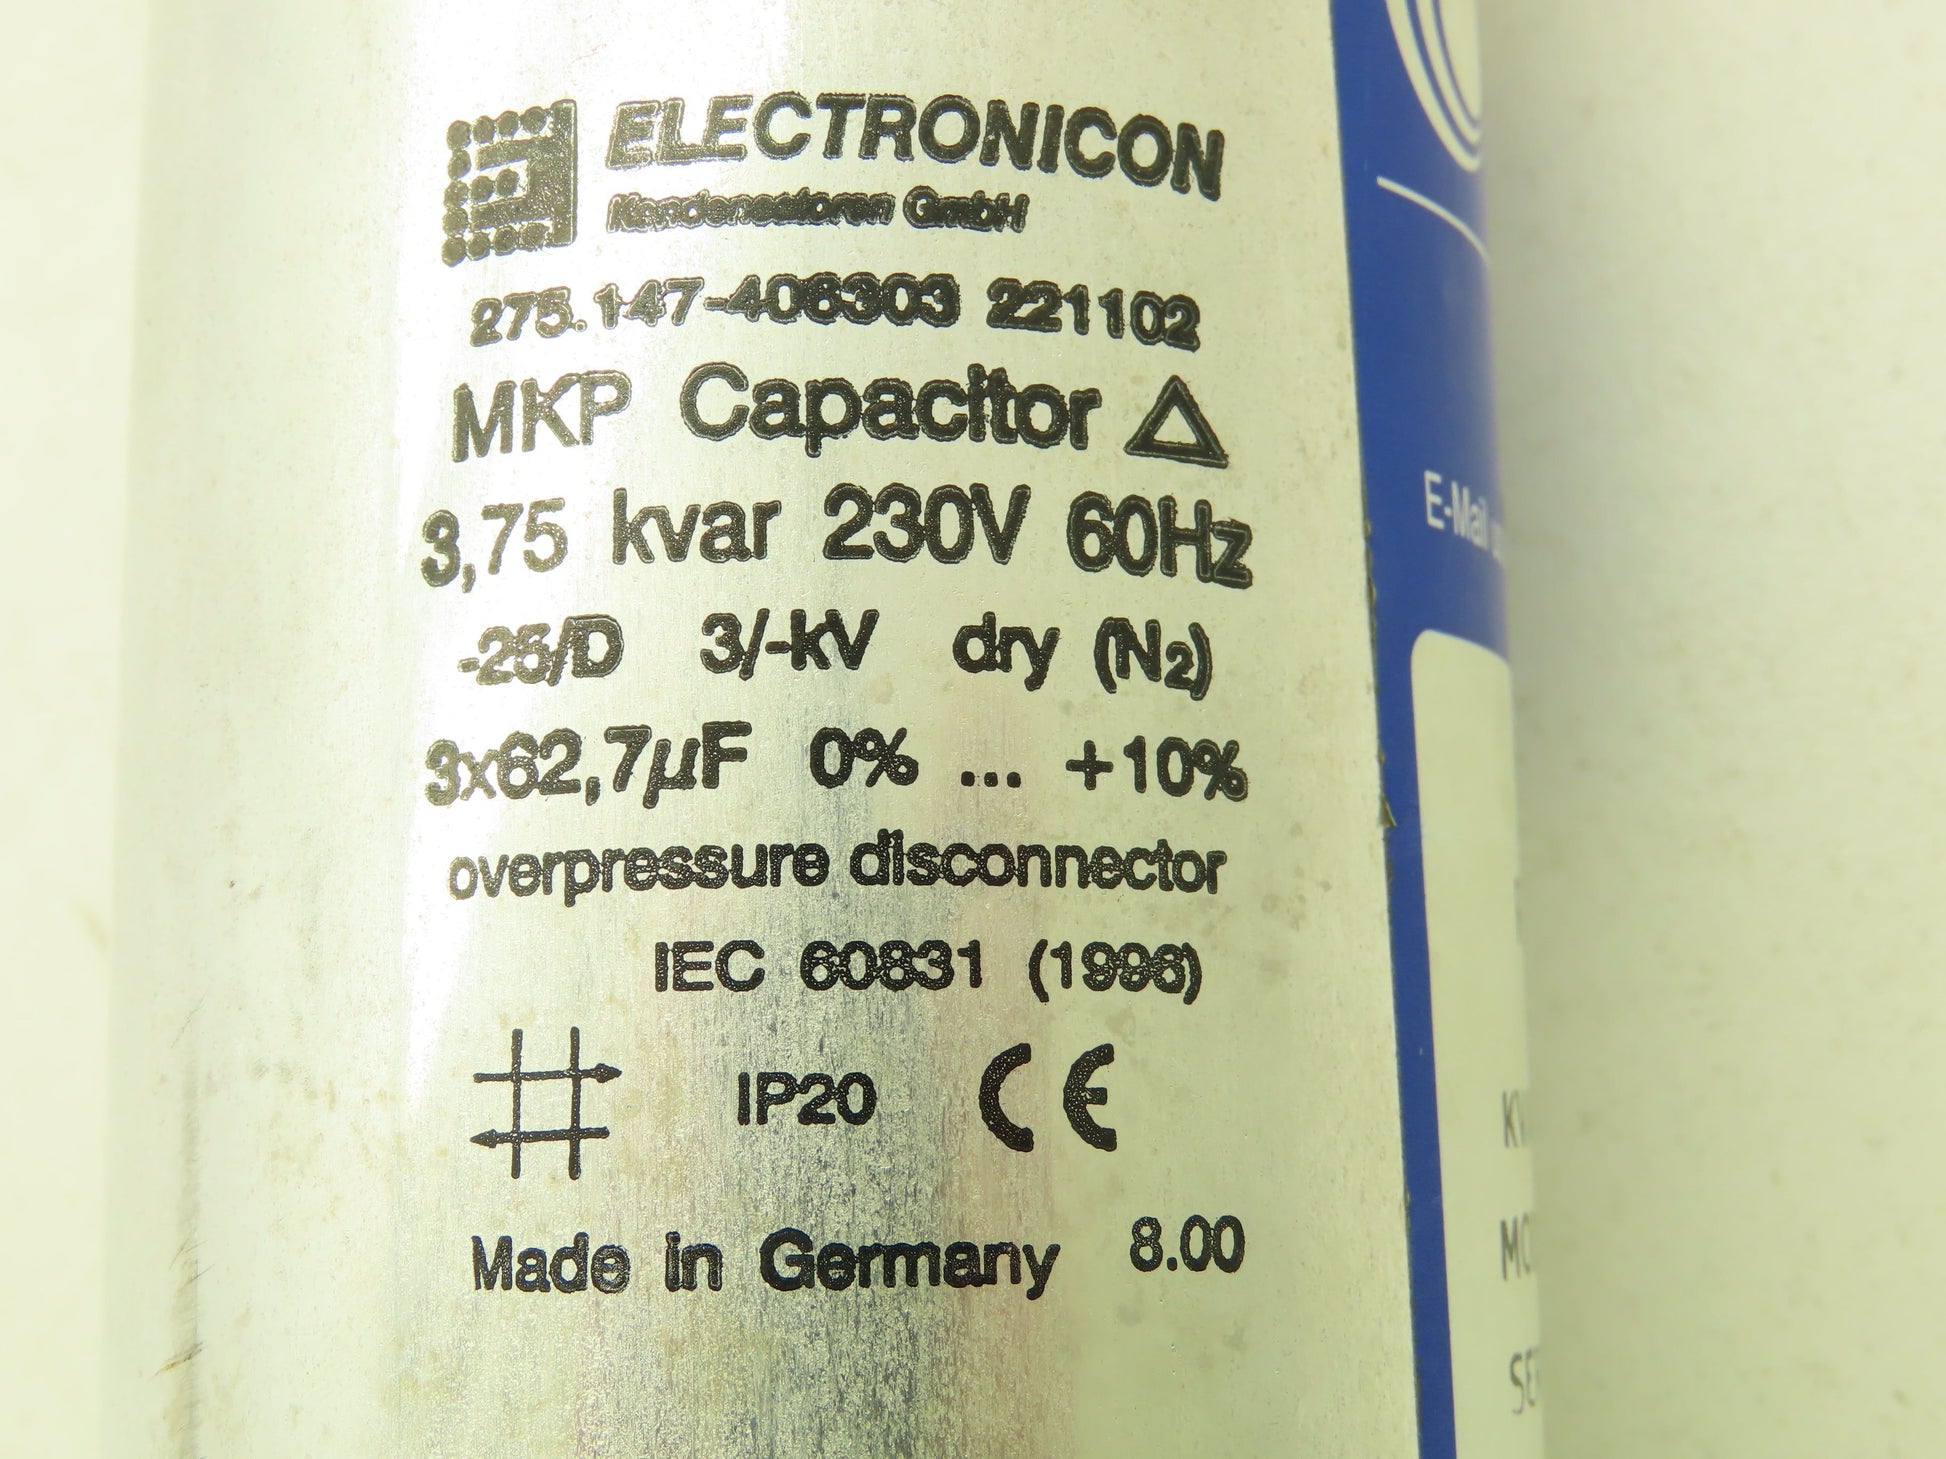 ELECTRONICON
Kondensatoren GmbH
275.147-406303 221102
MKP Capacitor Δ
3,75 kvar 230V 60Hz
-25/D 3/-kV dry (N₂)
3x62,7µF 0% ... +10%
overpressure disconnector
IEC 60831 (1996)
IP20 CE
Made in Germany 8.00
E-Mail